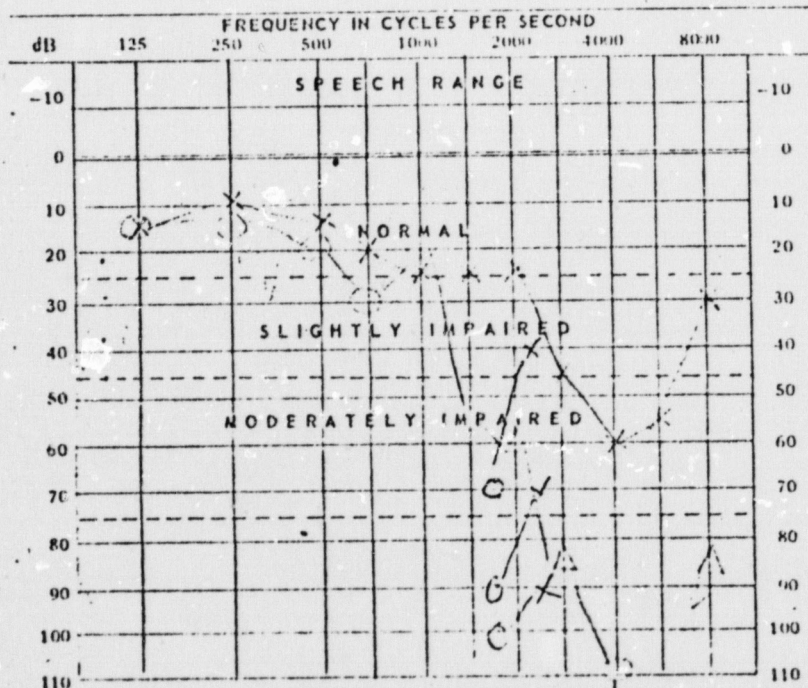 FREQUENCY IN CYCLES PER SECOND
dB 125 250 500 1000 2000 4000 8000
SPEECH RANGE
-10 -10
0 0
10 10
NORMAL
20 20
30 30
SLIGHTLY IMPAIRED
40 40
50 50
MODERATELY IMPAIRED
60 60
70 70
80 80
90 90
100 100
110 110